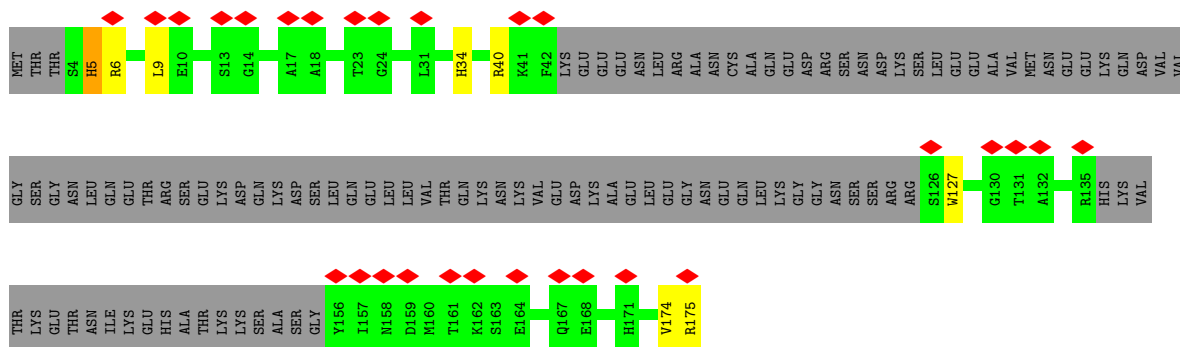 MET THR THR S4 H5 R6 L9 E10 S13 G14 A17 A18 T23 G24 L31 H34 R40 K41 F42 LYS GLU GLU GLU ASN LEU ARG ALA ASN CYS ALA GLN GLU ASP ARG SER ASN ASP LYS SER LEU GLU GLU ALA VAL MET ASN GLU GLU LYS GLN ASP VAL VAL
GLY SER GLY ASN LEU GLN GLU THR ARG SER GLU LYS ASP GLN LYS ASP SER LEU GLN GLU LEU LEU VAL THR GLN LYS ASN LYS VAL GLU ASP LYS ALA GLU LEU GLU GLY ASN GLU GLN LEU LYS GLY GLY ASN SER SER ARG ARG S126 W127 G130 T131 A132 R135 HIS LYS VAL
THR LYS GLU THR ASN ILE LYS GLU HIS ALA THR LYS LYS SER ALA SER GLY Y156 I157 N158 D159 M160 T161 K162 S163 E164 Q167 E168 H171 V174 R175